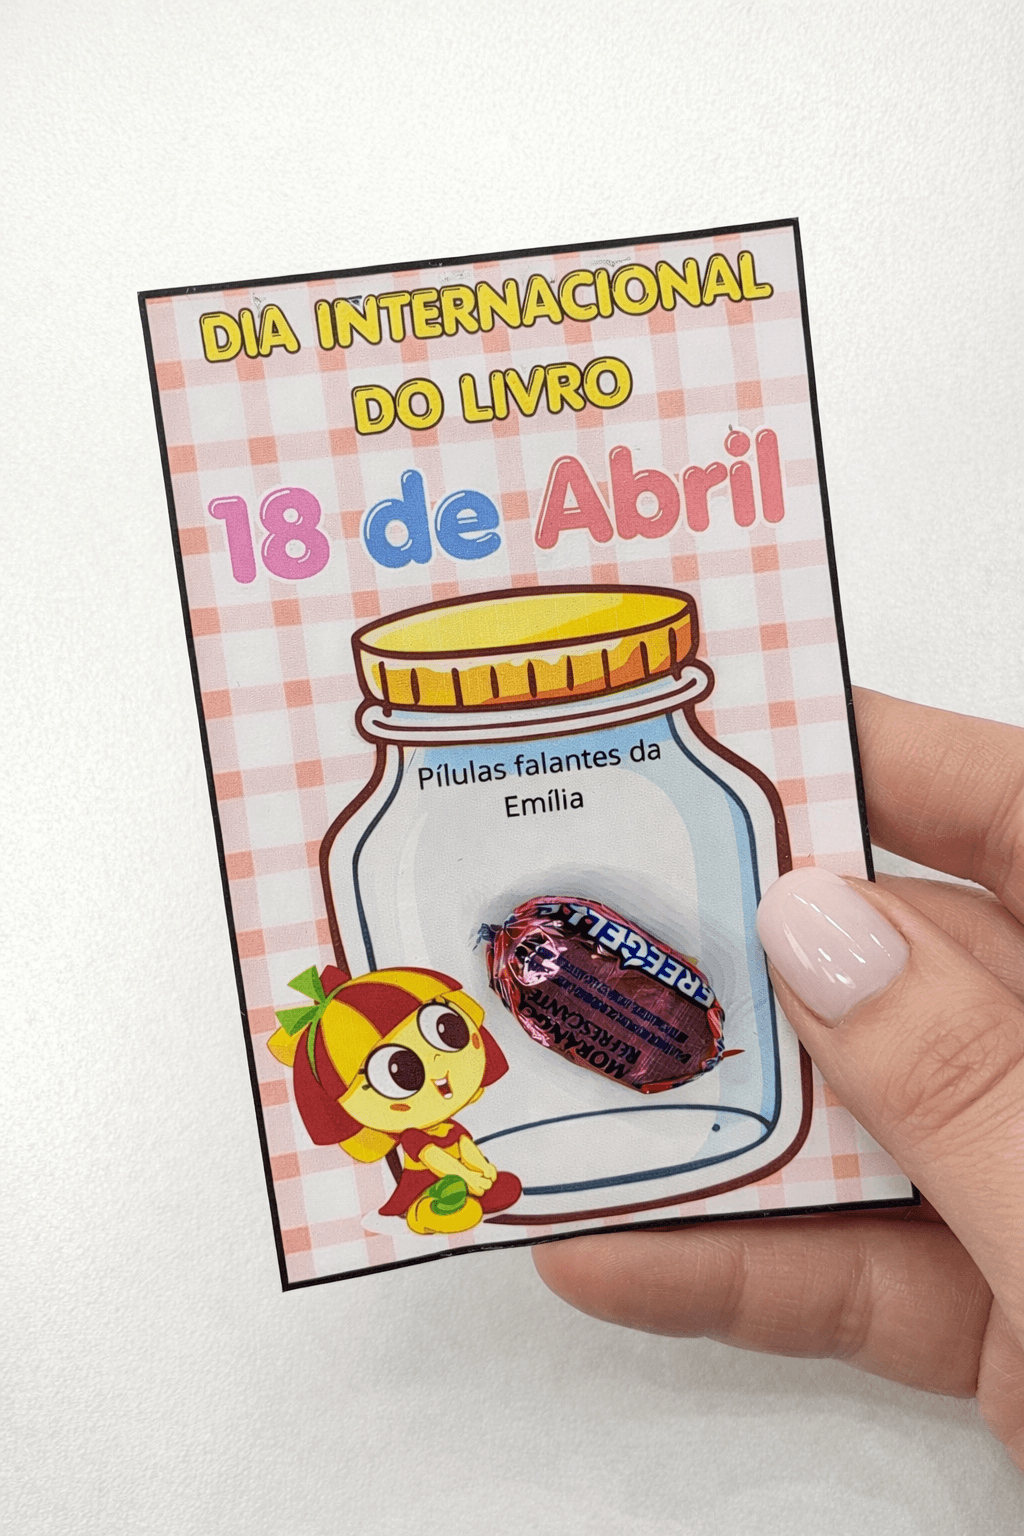 DIA INTERNACIONAL
DO LIVRO
18 de Abril
Pílulas falantes da
Emília
FREEGELLS
MORANGO
REFRESCANTE